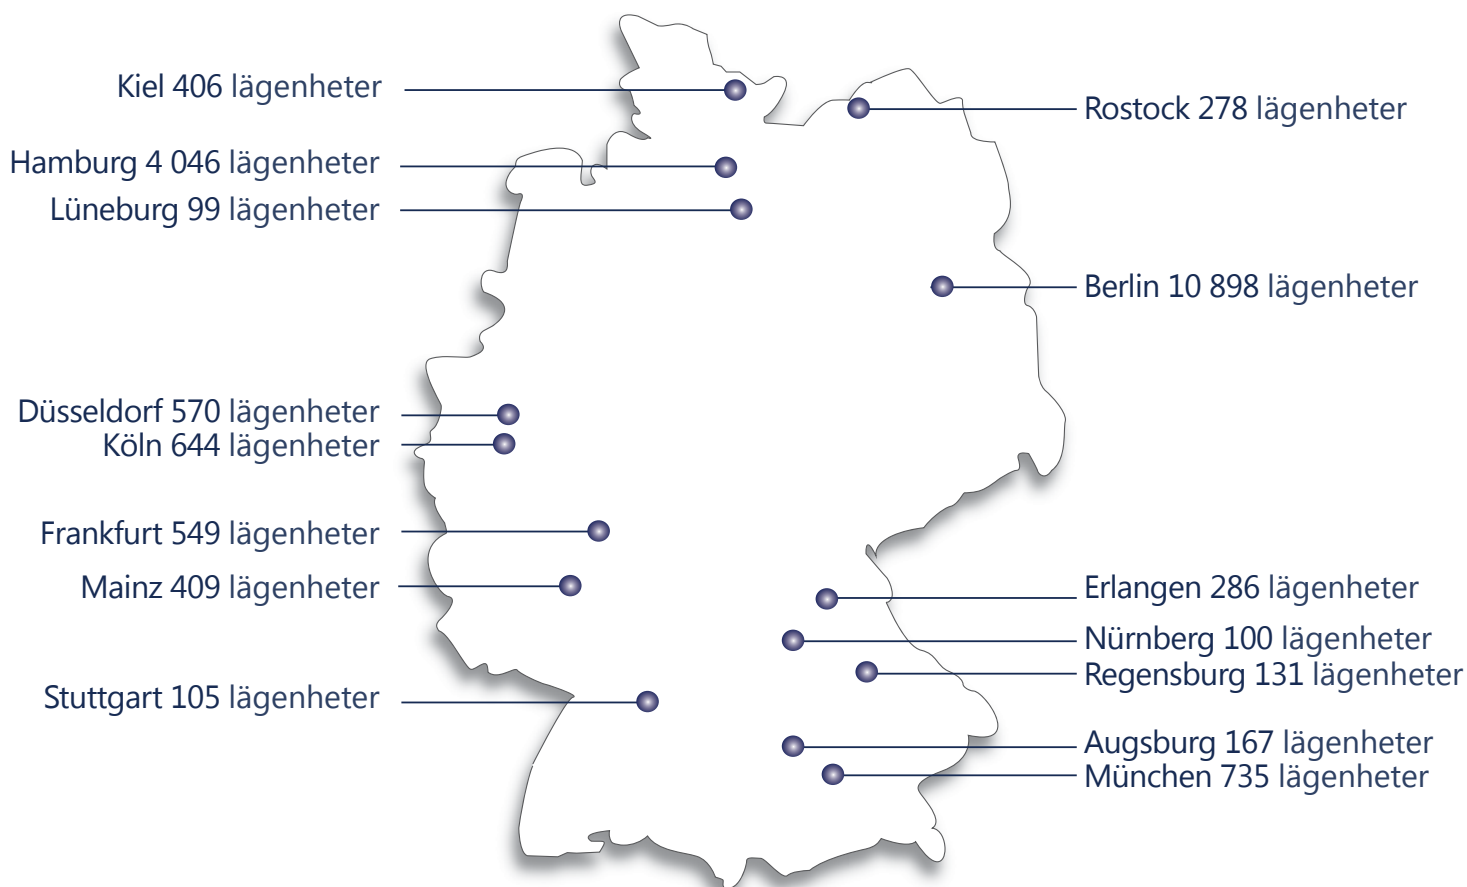 Kiel 406 lägenheter
Hamburg 4 046 lägenheter
Lüneburg 99 lägenheter
Düsseldorf 570 lägenheter
Köln 644 lägenheter
Frankfurt 549 lägenheter
Mainz 409 lägenheter
Stuttgart 105 lägenheter
Rostock 278 lägenheter
Berlin 10 898 lägenheter
Erlangen 286 lägenheter
Nürnberg 100 lägenheter
Regensburg 131 lägenheter
Augsburg 167 lägenheter
München 735 lägenheter